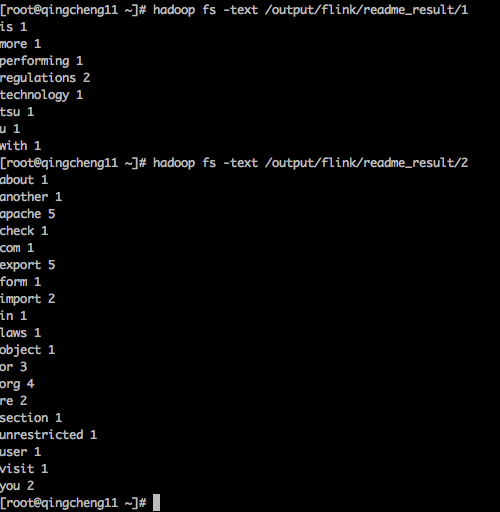 [root@qingcheng11 ~]# hadoop fs -text /output/flink/readme_result/1
is 1
more 1
performing 1
regulations 2
technology 1
tsu 1
u 1
with 1
[root@qingcheng11 ~]# hadoop fs -text /output/flink/readme_result/2
about 1
another 1
apache 5
check 1
com 1
export 5
form 1
import 2
in 1
laws 1
object 1
or 3
org 4
re 2
section 1
unrestricted 1
user 1
visit 1
you 2
[root@qingcheng11 ~]#